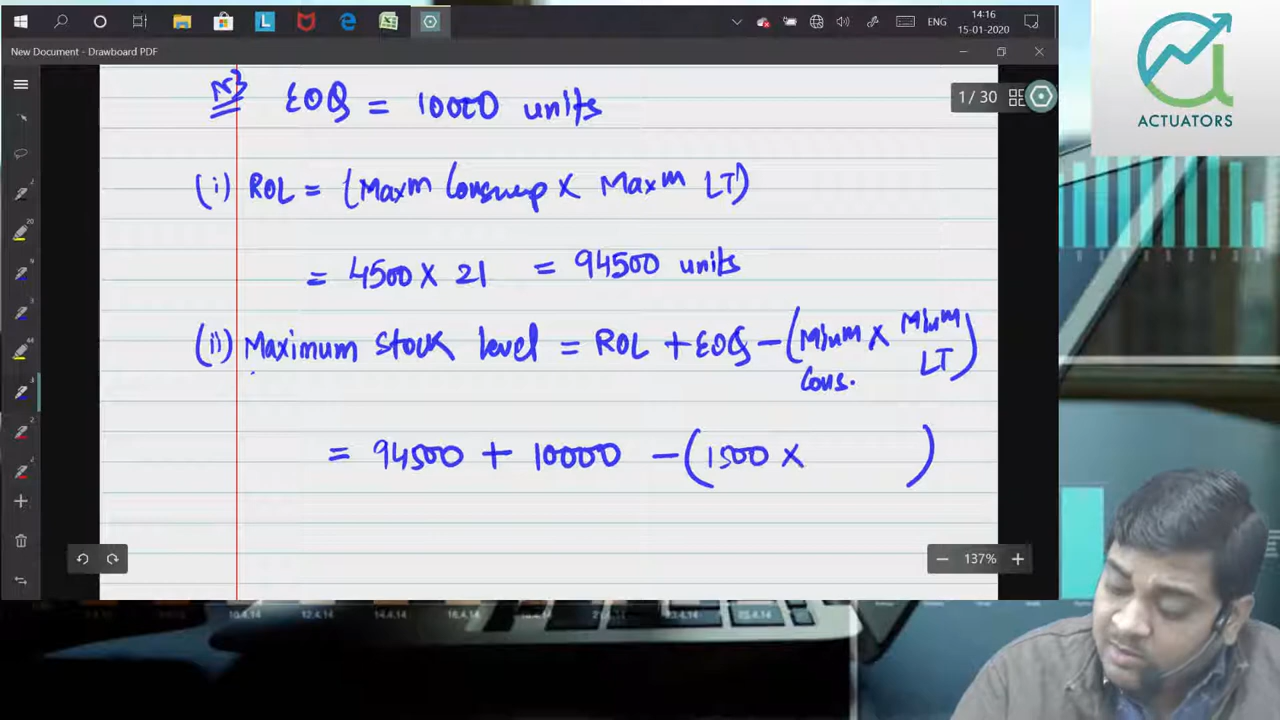 14:16
ENG
15-01-2020
New Document - Drawboard PDF
1 / 30
EOQ = 10000 units
(i) ROL = (Maxm Consump X Maxm LT)
= 4500 X 21 = 94500 units
(ii) Maximum Stock level = ROL + EOQ - (Minm Cons. X Minm LT)
= 94500 + 10000 - (1500 X )
137%
ACTUATORS